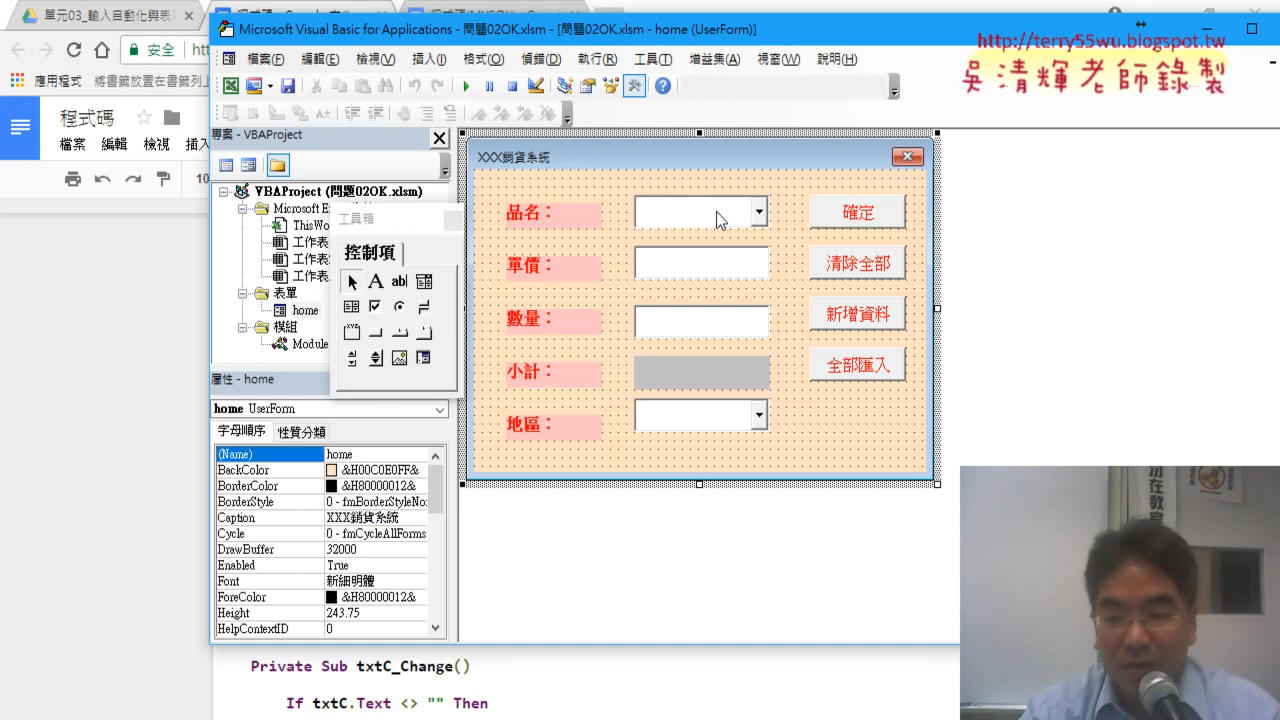 單元03_輸入自動化與表
安全
應用程式
將書籤放置在書籤列上
程式碼
檔案 編輯 檢視 插入
10
Microsoft Visual Basic for Applications - 問題02OK.xlsm - [問題02OK.xlsm - home (UserForm)]
http://terry55wu.blogspot.tw
吳清輝老師錄製
檔案(F) 編輯(E) 檢視(V) 插入(I) 格式(O) 偵錯(D) 執行(R) 工具(T) 增益集(A) 視窗(W) 說明(H)
專案 - VBAProject
VBAProject (問題02OK.xlsm)
Microsoft E
ThisWo
工作表
工作表
工作表
表單
home
模組
Module
工具箱
控制項
A ab|
XXX銷貨系統
品名：
確定
單價：
清除全部
數量：
新增資料
小計：
全部匯入
地區：
屬性 - home
home UserForm
字母順序 性質分類
(Name) home
BackColor &H00C0E0FF&
BorderColor &H80000012&
BorderStyle 0 - fmBorderStyleNo
Caption XXX銷貨系統
Cycle 0 - fmCycleAllForms
DrawBuffer 32000
Enabled True
Font 新細明體
ForeColor &H80000012&
Height 243.75
HelpContextID 0
Private Sub txtC_Change()
If txtC.Text <> "" Then